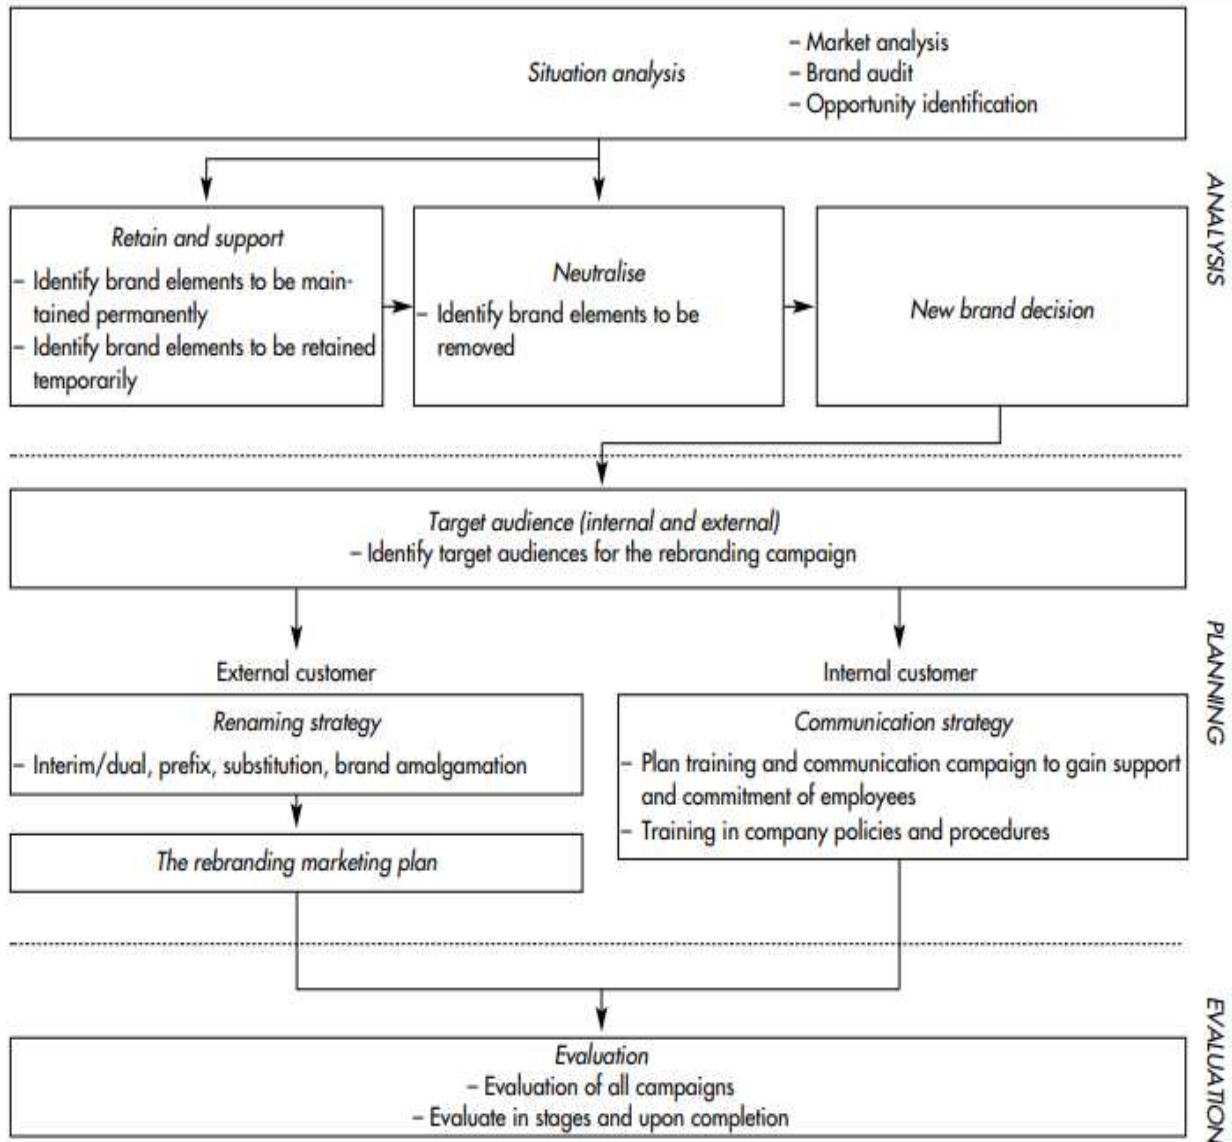 Situation analysis
– Market analysis
– Brand audit
– Opportunity identification
ANALYSIS
Retain and support
– Identify brand elements to be main-
tained permanently
– Identify brand elements to be retained
temporarily
Neutralise
– Identify brand elements to be
removed
New brand decision
Target audience (internal and external)
– Identify target audiences for the rebranding campaign
PLANNING
External customer
Renaming strategy
– Interim/dual, prefix, substitution, brand amalgamation
The rebranding marketing plan
Internal customer
Communication strategy
– Plan training and communication campaign to gain support
and commitment of employees
– Training in company policies and procedures
EVALUATION
Evaluation
– Evaluation of all campaigns
– Evaluate in stages and upon completion